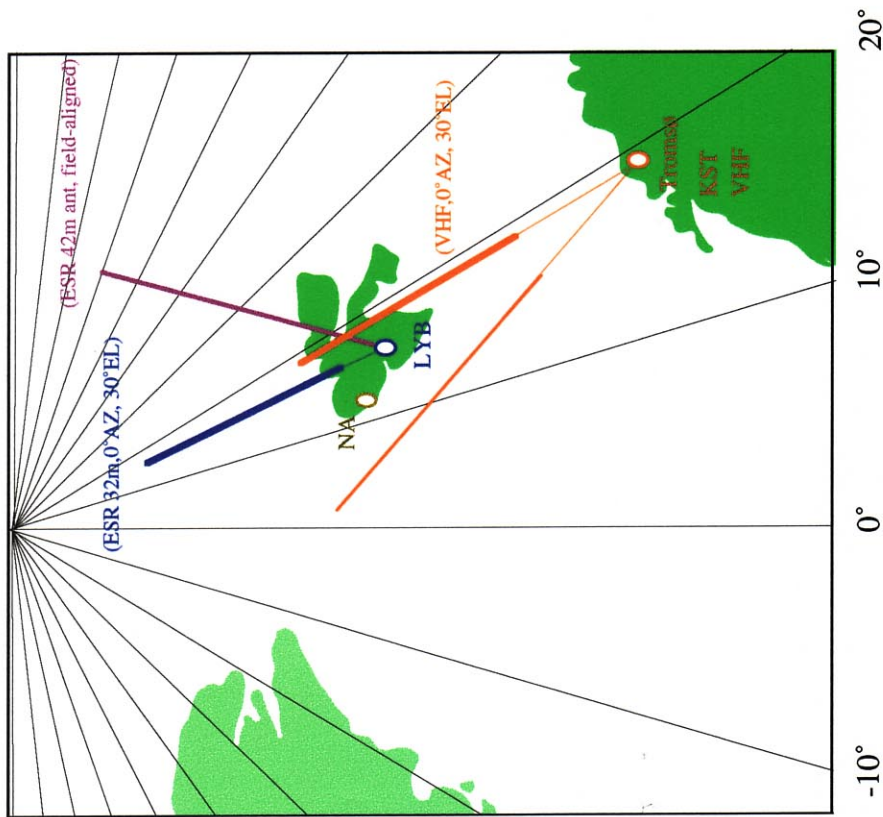 (ESR 42m ant, field-aligned)
(ESR 32m,0°AZ, 30°EL)
(VHF,0°AZ, 30°EL)
NA
LYB
Tromsø
KST
VHF
-10°
0°
10°
20°